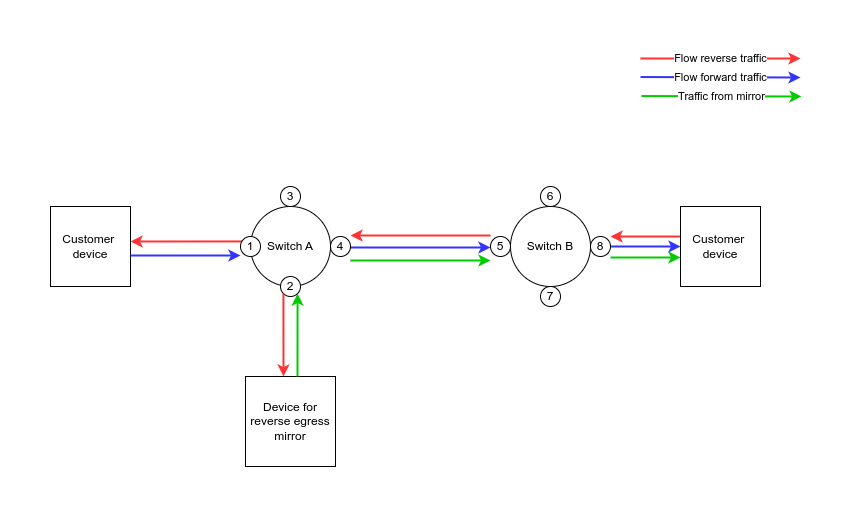 Flow reverse traffic
Flow forward traffic
Traffic from mirror
3
6
Customer
device
1
Switch A
4
5
Switch B
8
Customer
device
2
7
Device for
reverse egress
mirror